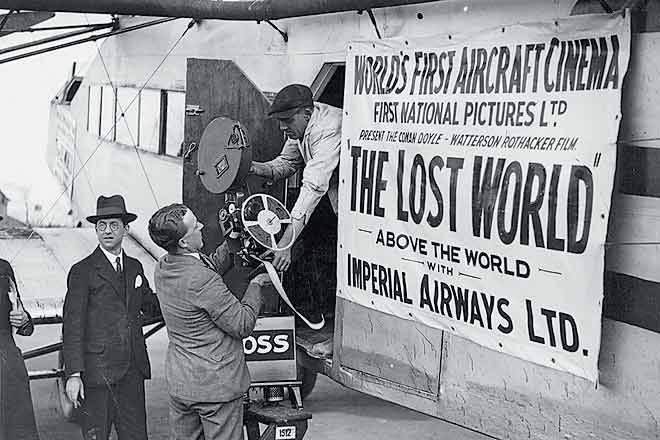 WORLD'S FIRST AIRCRAFT CINEMA
FIRST NATIONAL PICTURES LTD
PRESENT THE CONAN DOYLE - WATTERSON ROTHACKER FILM.
"THE LOST WORLD"
- ABOVE THE WORLD -
- WITH -
IMPERIAL AIRWAYS LTD.
OSS
1512